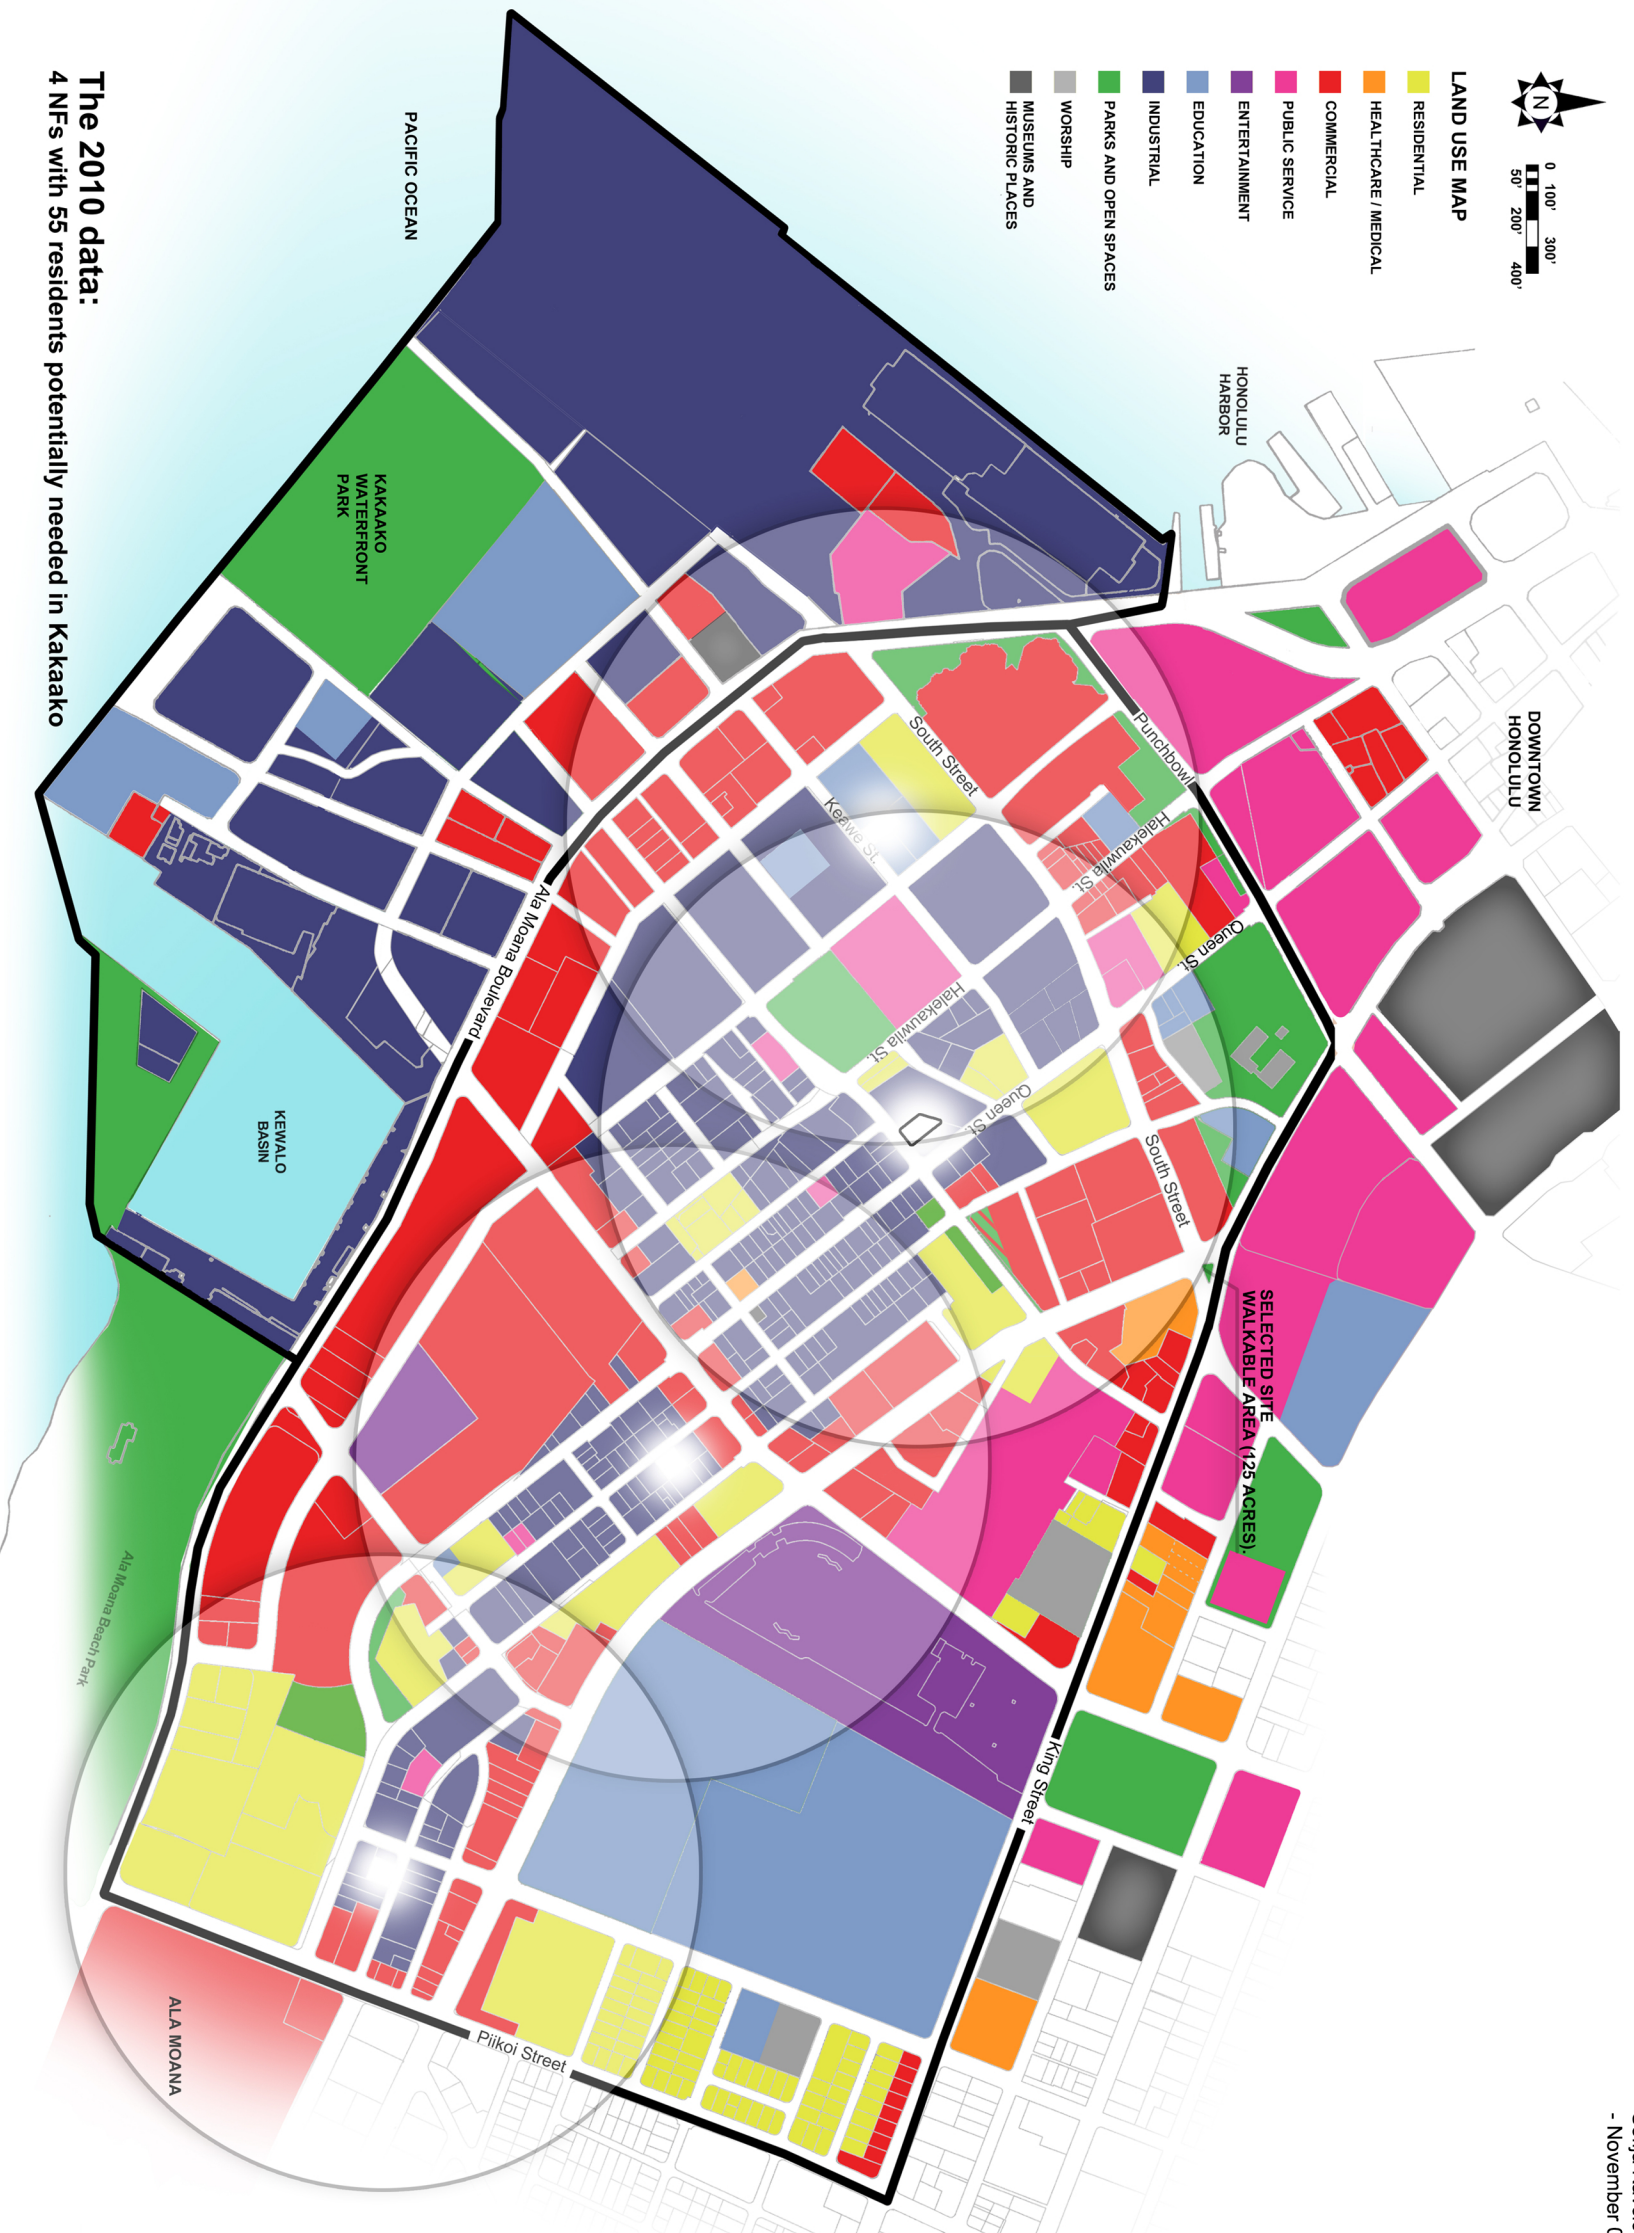 0 100' 300'
50' 200' 400'
N
LAND USE MAP
RESIDENTIAL
HEALTHCARE / MEDICAL
COMMERCIAL
PUBLIC SERVICE
ENTERTAINMENT
EDUCATION
INDUSTRIAL
PARKS AND OPEN SPACES
WORSHIP
MUSEUMS AND
HISTORIC PLACES
HONOLULU
HARBOR
DOWNTOWN
HONOLULU
PACIFIC OCEAN
KAKAAKO
WATERFRONT
PARK
KEWALO
BASIN
Punchbowl
South Street
Keawe St.
Halekauwila St.
Queen St.
Halekauwila St.
Queen St.
South Street
Ala Moana Boulevard
SELECTED SITE
WALKABLE AREA (125 ACRES).
King Street
Piikoi Street
Ala Moana Beach Park
ALA MOANA
The 2010 data:
4 NFs with 55 residents potentially needed in Kakaako
- November